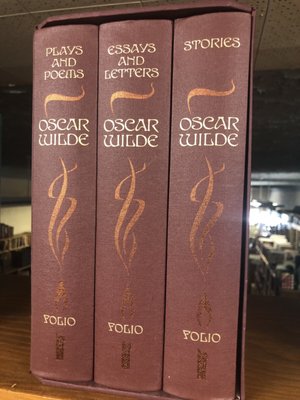 PLAYS
AND
POEMS
OSCAR
WILDE
FOLIO
ESSAYS
AND
LETTERS
OSCAR
WILDE
FOLIO
STORIES
OSCAR
WILDE
FOLIO